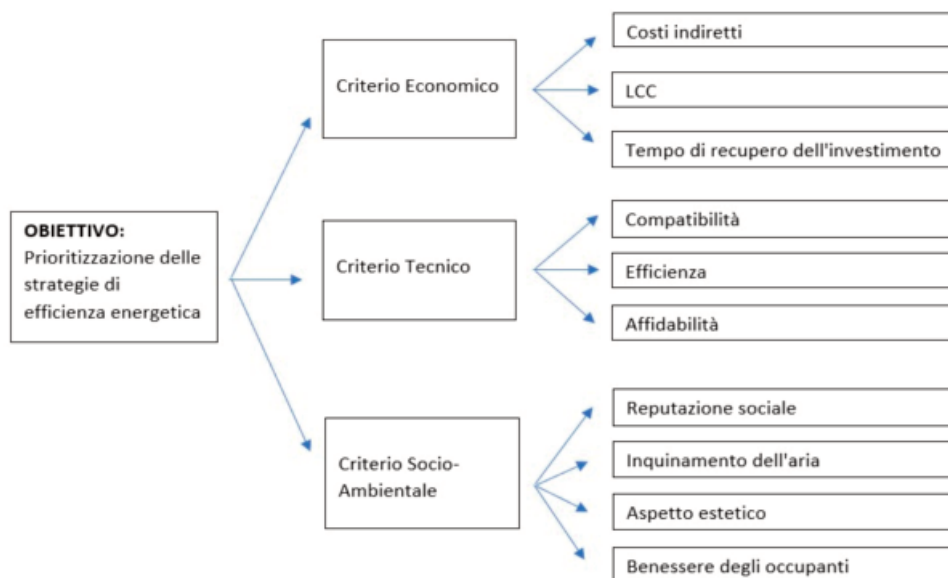 OBIETTIVO:
Prioritizzazione delle
strategie di
efficienza energetica
Criterio Economico
Costi indiretti
LCC
Tempo di recupero dell'investimento
Criterio Tecnico
Compatibilità
Efficienza
Affidabilità
Criterio Socio-
Ambientale
Reputazione sociale
Inquinamento dell'aria
Aspetto estetico
Benessere degli occupanti